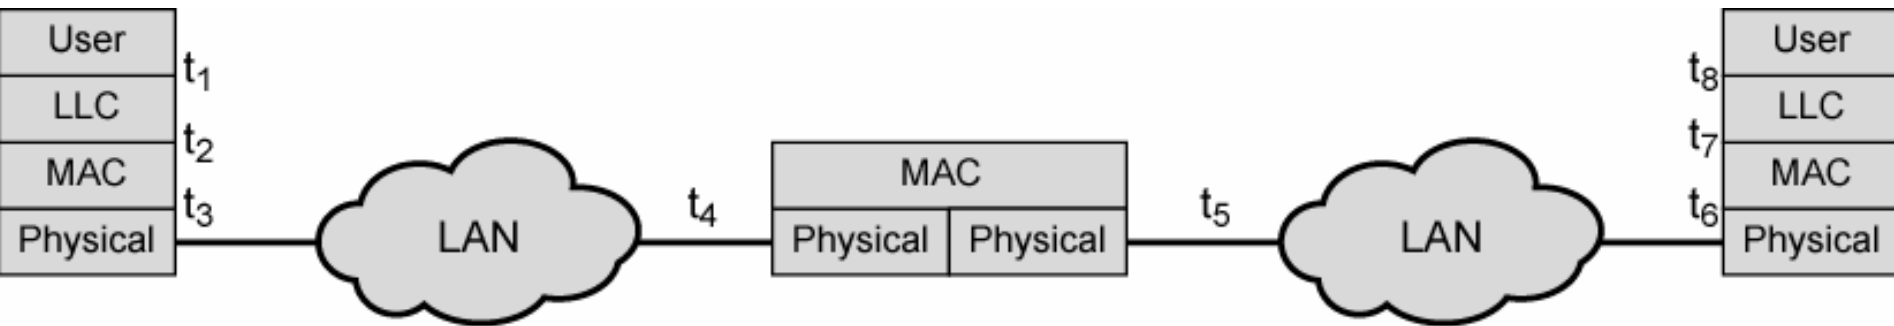 User
t1
LLC
t2
MAC
t3
Physical
LAN
t4
MAC
Physical Physical
t5
LAN
User
t8
LLC
t7
MAC
t6
Physical